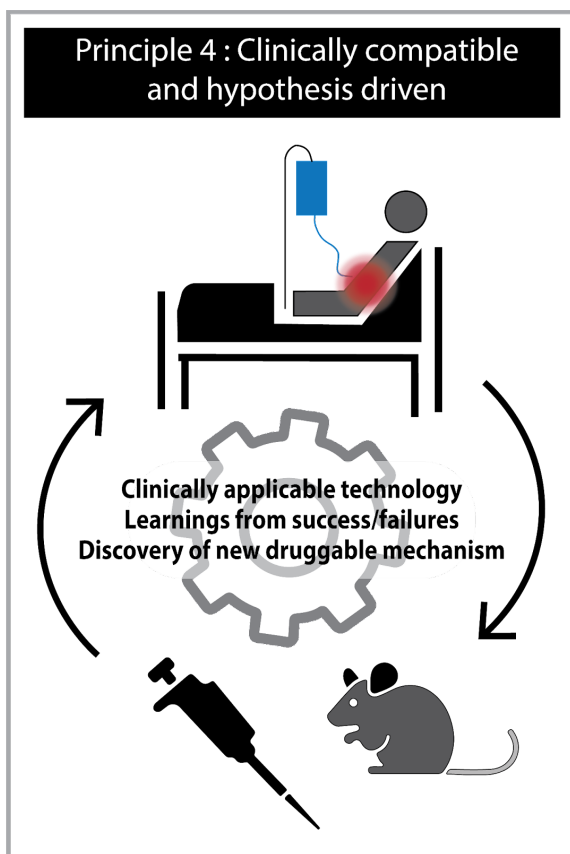 Principle 4 : Clinically compatible
and hypothesis driven
Clinically applicable technology
Learnings from success/failures
Discovery of new druggable mechanism